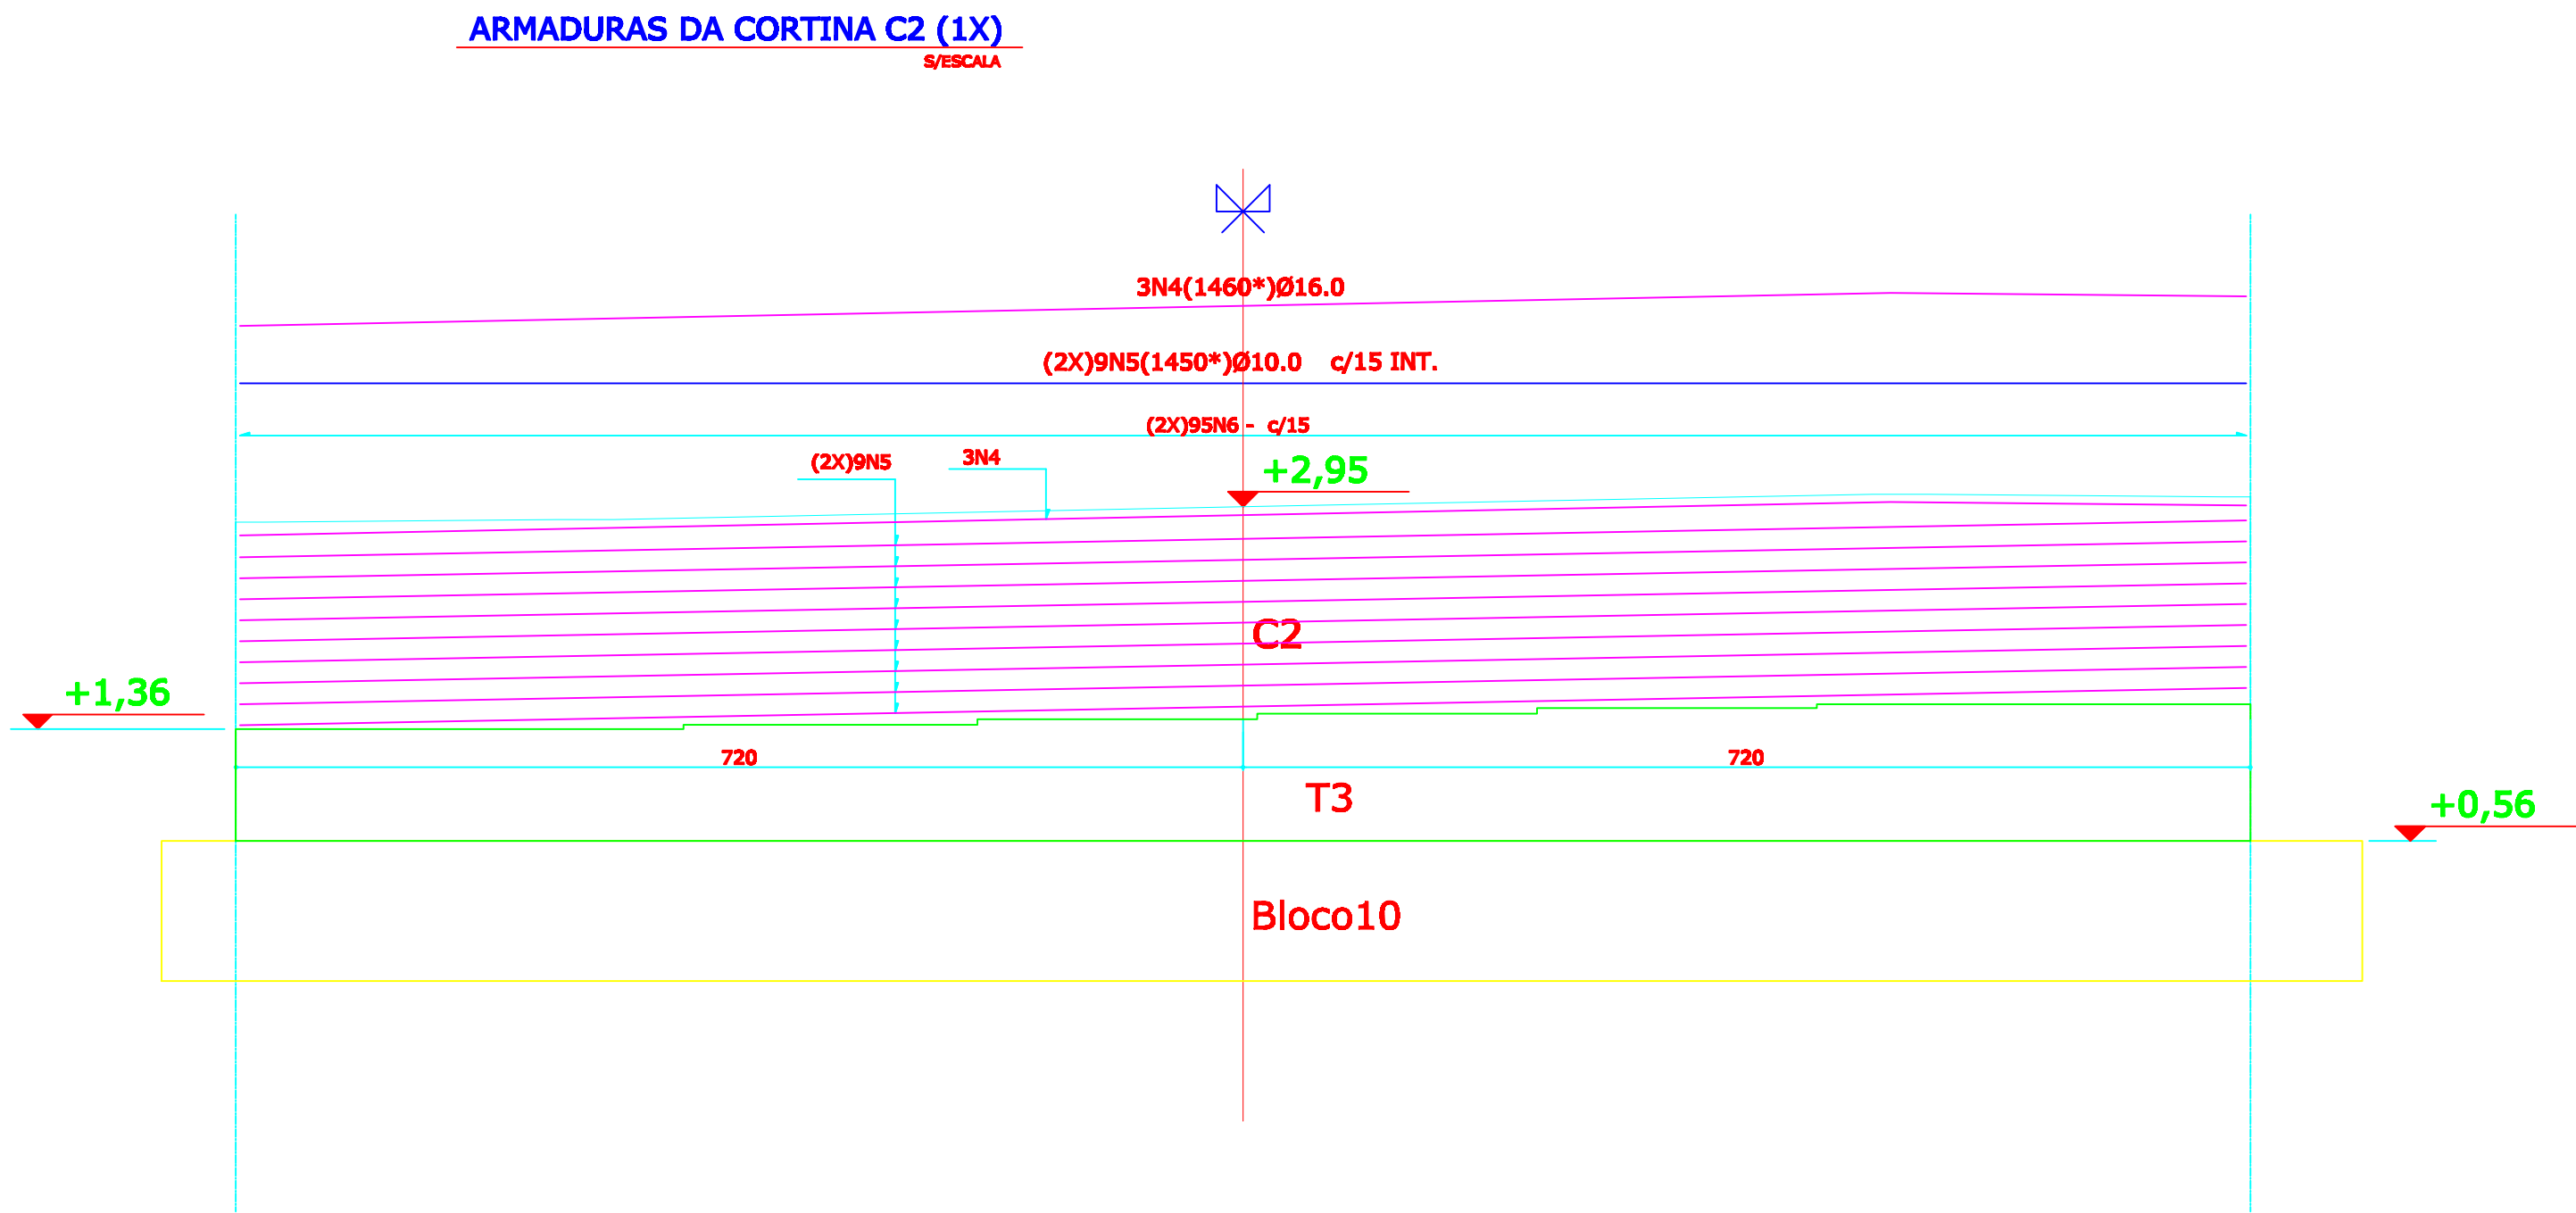 ARMADURAS DA CORTINA C2 (1X)
S/ESCALA
3N4(1460*)Ø16.0
(2X)9N5(1450*)Ø10.0 c/15 INT.
(2X)95N6 - c/15
(2X)9N5
3N4
+2,95
C2
+1,36
720
720
T3
+0,56
Bloco10